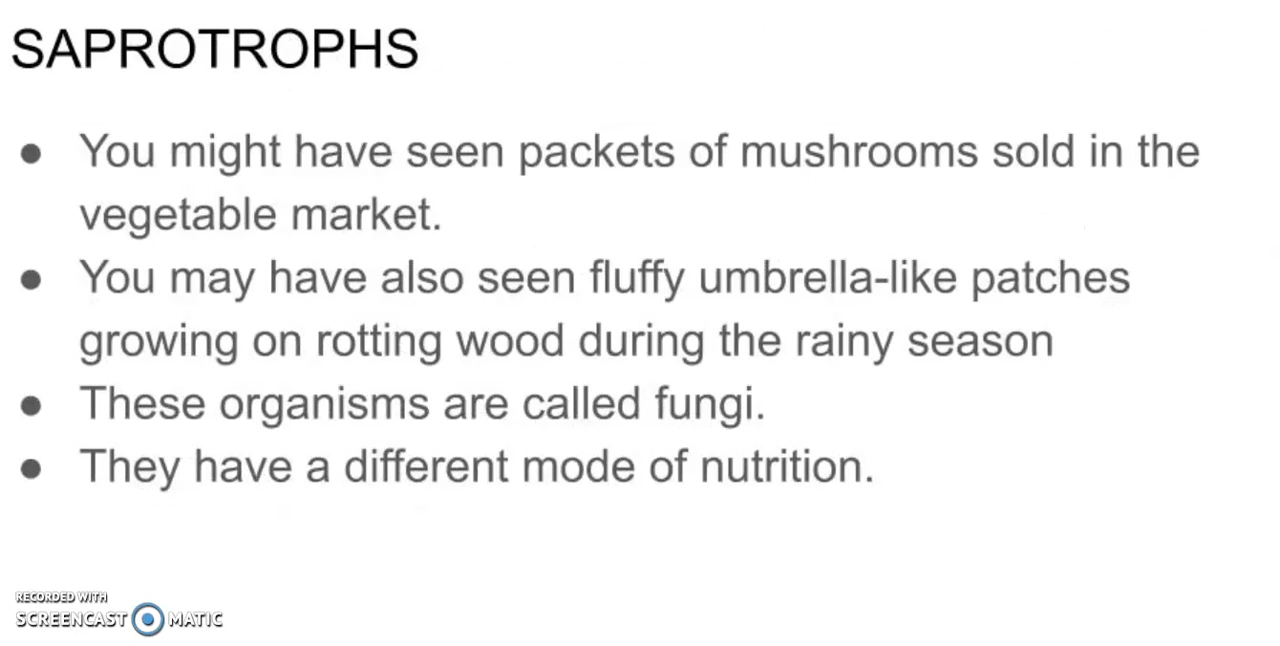 SAPROTROPHS
● You might have seen packets of mushrooms sold in the
vegetable market.
● You may have also seen fluffy umbrella-like patches
growing on rotting wood during the rainy season
● These organisms are called fungi.
● They have a different mode of nutrition.
RECORDED WITH
SCREENCAST MATIC